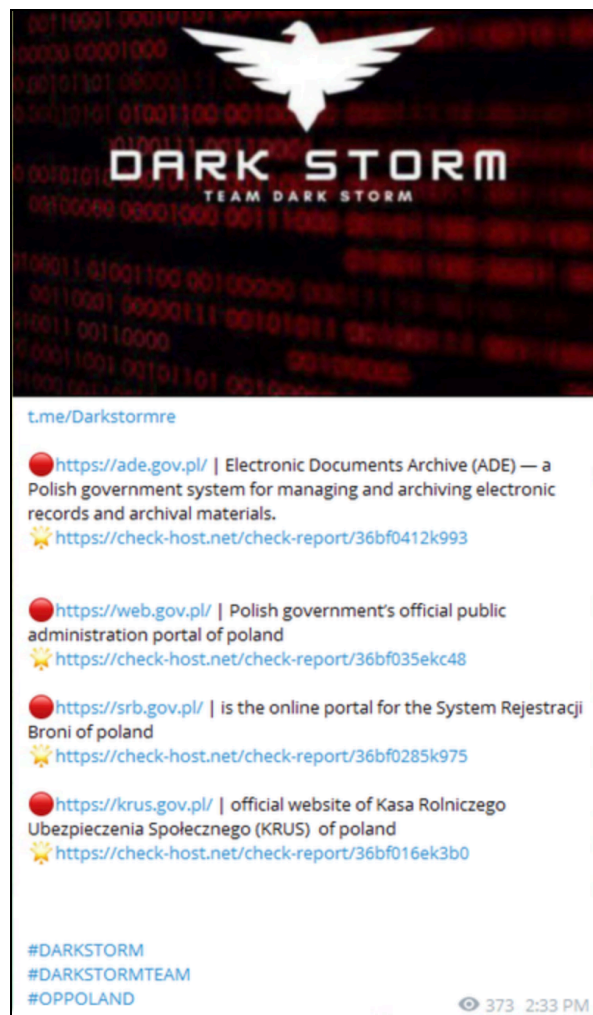 DARK STORM
TEAM DARK STORM
t.me/Darkstormre
https://ade.gov.pl/ | Electronic Documents Archive (ADE) — a
Polish government system for managing and archiving electronic
records and archival materials.
https://check-host.net/check-report/36bf0412k993
https://web.gov.pl/ | Polish government's official public
administration portal of poland
https://check-host.net/check-report/36bf035ekc48
https://srb.gov.pl/ | is the online portal for the System Rejestracji
Broni of poland
https://check-host.net/check-report/36bf0285k975
https://krus.gov.pl/ | official website of Kasa Rolniczego
Ubezpieczenia Społecznego (KRUS) of poland
https://check-host.net/check-report/36bf016ek3b0
#DARKSTORM
#DARKSTORMTEAM
#OPPOLAND
373 2:33 PM